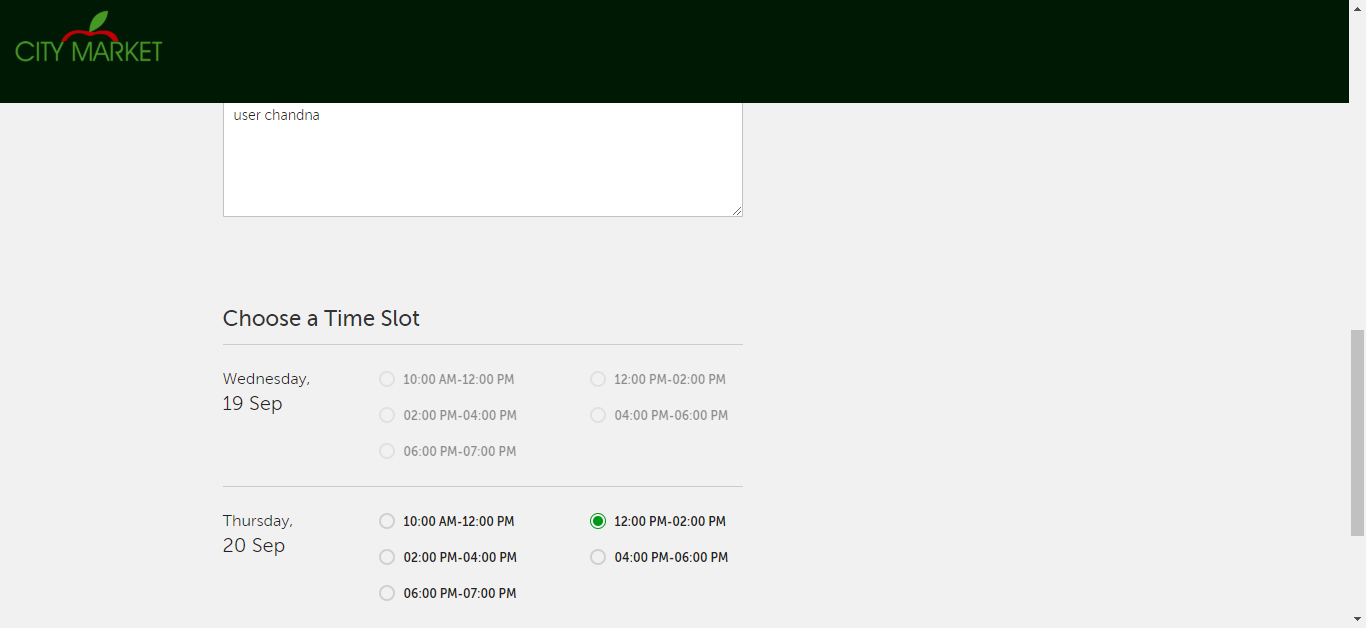 CITY MARKET
user chandna
Choose a Time Slot
Wednesday,
19 Sep
10:00 AM-12:00 PM
12:00 PM-02:00 PM
02:00 PM-04:00 PM
04:00 PM-06:00 PM
06:00 PM-07:00 PM
Thursday,
20 Sep
10:00 AM-12:00 PM
12:00 PM-02:00 PM
02:00 PM-04:00 PM
04:00 PM-06:00 PM
06:00 PM-07:00 PM